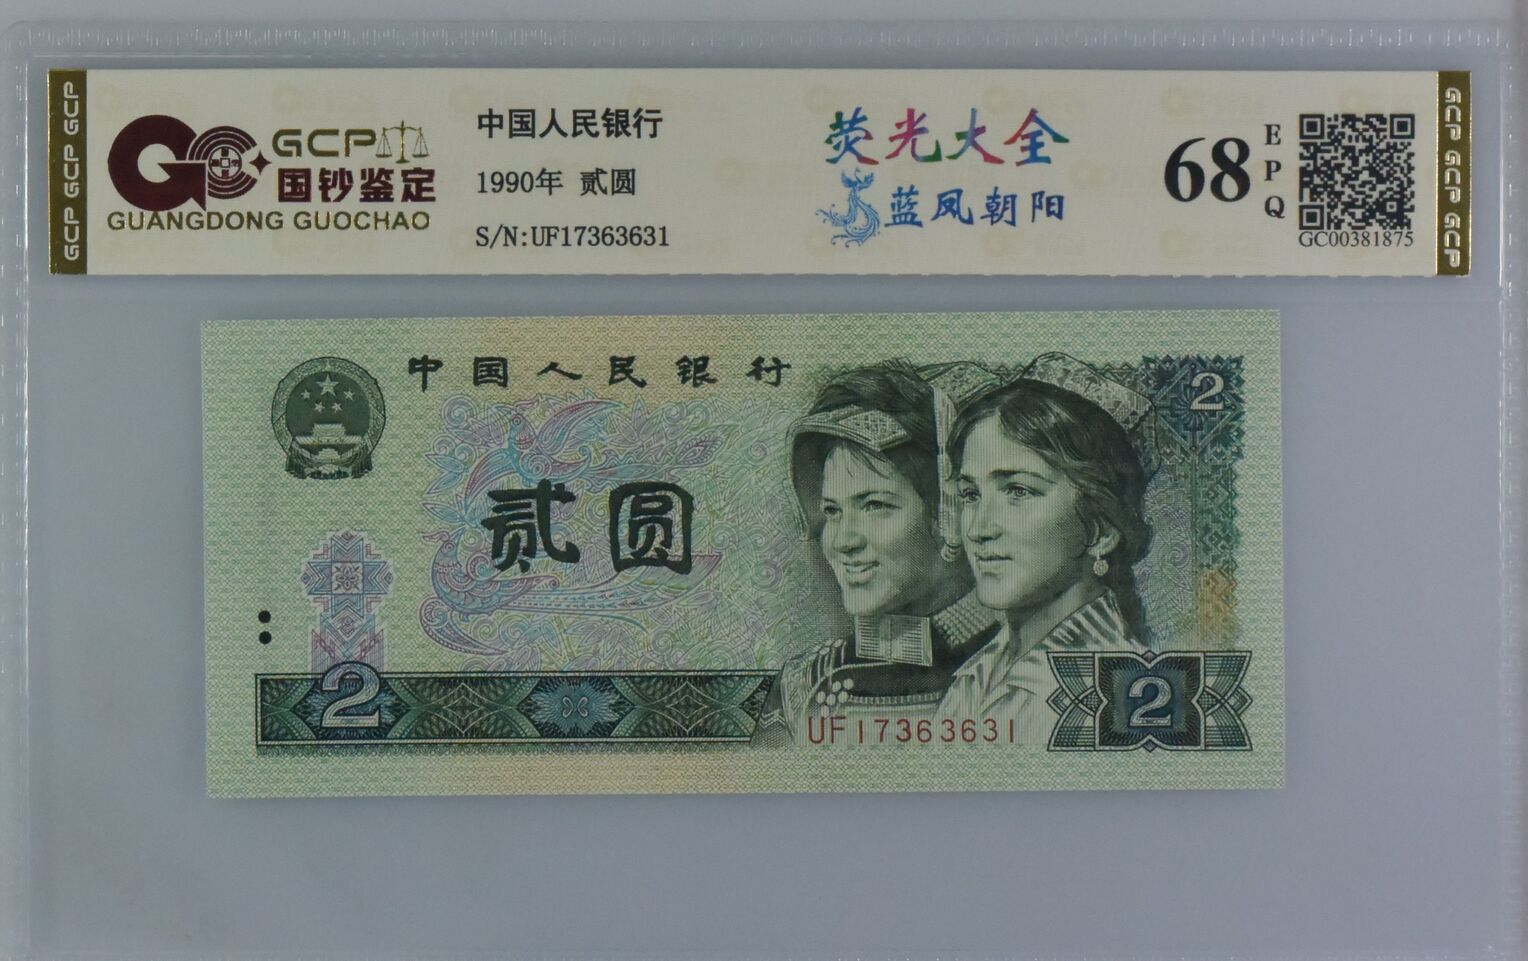 GCP GCP GCP
GCP
国钞鉴定
GUANGDONG GUOCHAO
中国人民银行
1990年 贰圆
S/N:UF17363631
荧光大全
蓝凤朝阳
68
EPQ
GC00381875
GCP GCP GCP
中国人民银行
2
贰圆
2
UF17363631
2